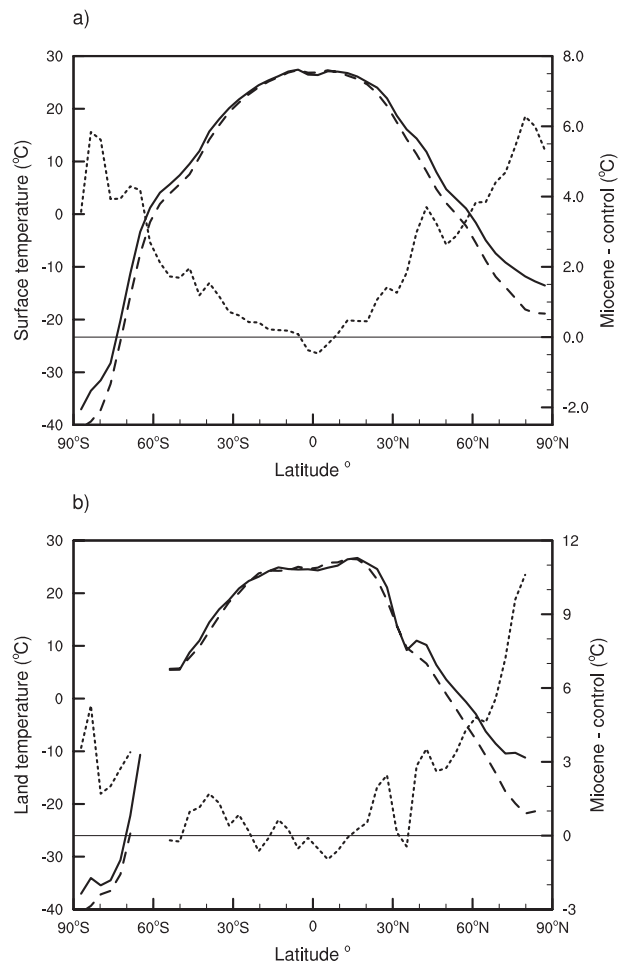 a)
30
20
10
0
-10
-20
-30
-40
Surface temperature (°C)
8.0
6.0
4.0
2.0
0.0
-2.0
Miocene - control (°C)
90°S 60°S 30°S 0 30°N 60°N 90°N
Latitude °
b)
30
20
10
0
-10
-20
-30
-40
Land temperature (°C)
12
9
6
3
0
-3
Miocene - control (°C)
90°S 60°S 30°S 0 30°N 60°N 90°N
Latitude °